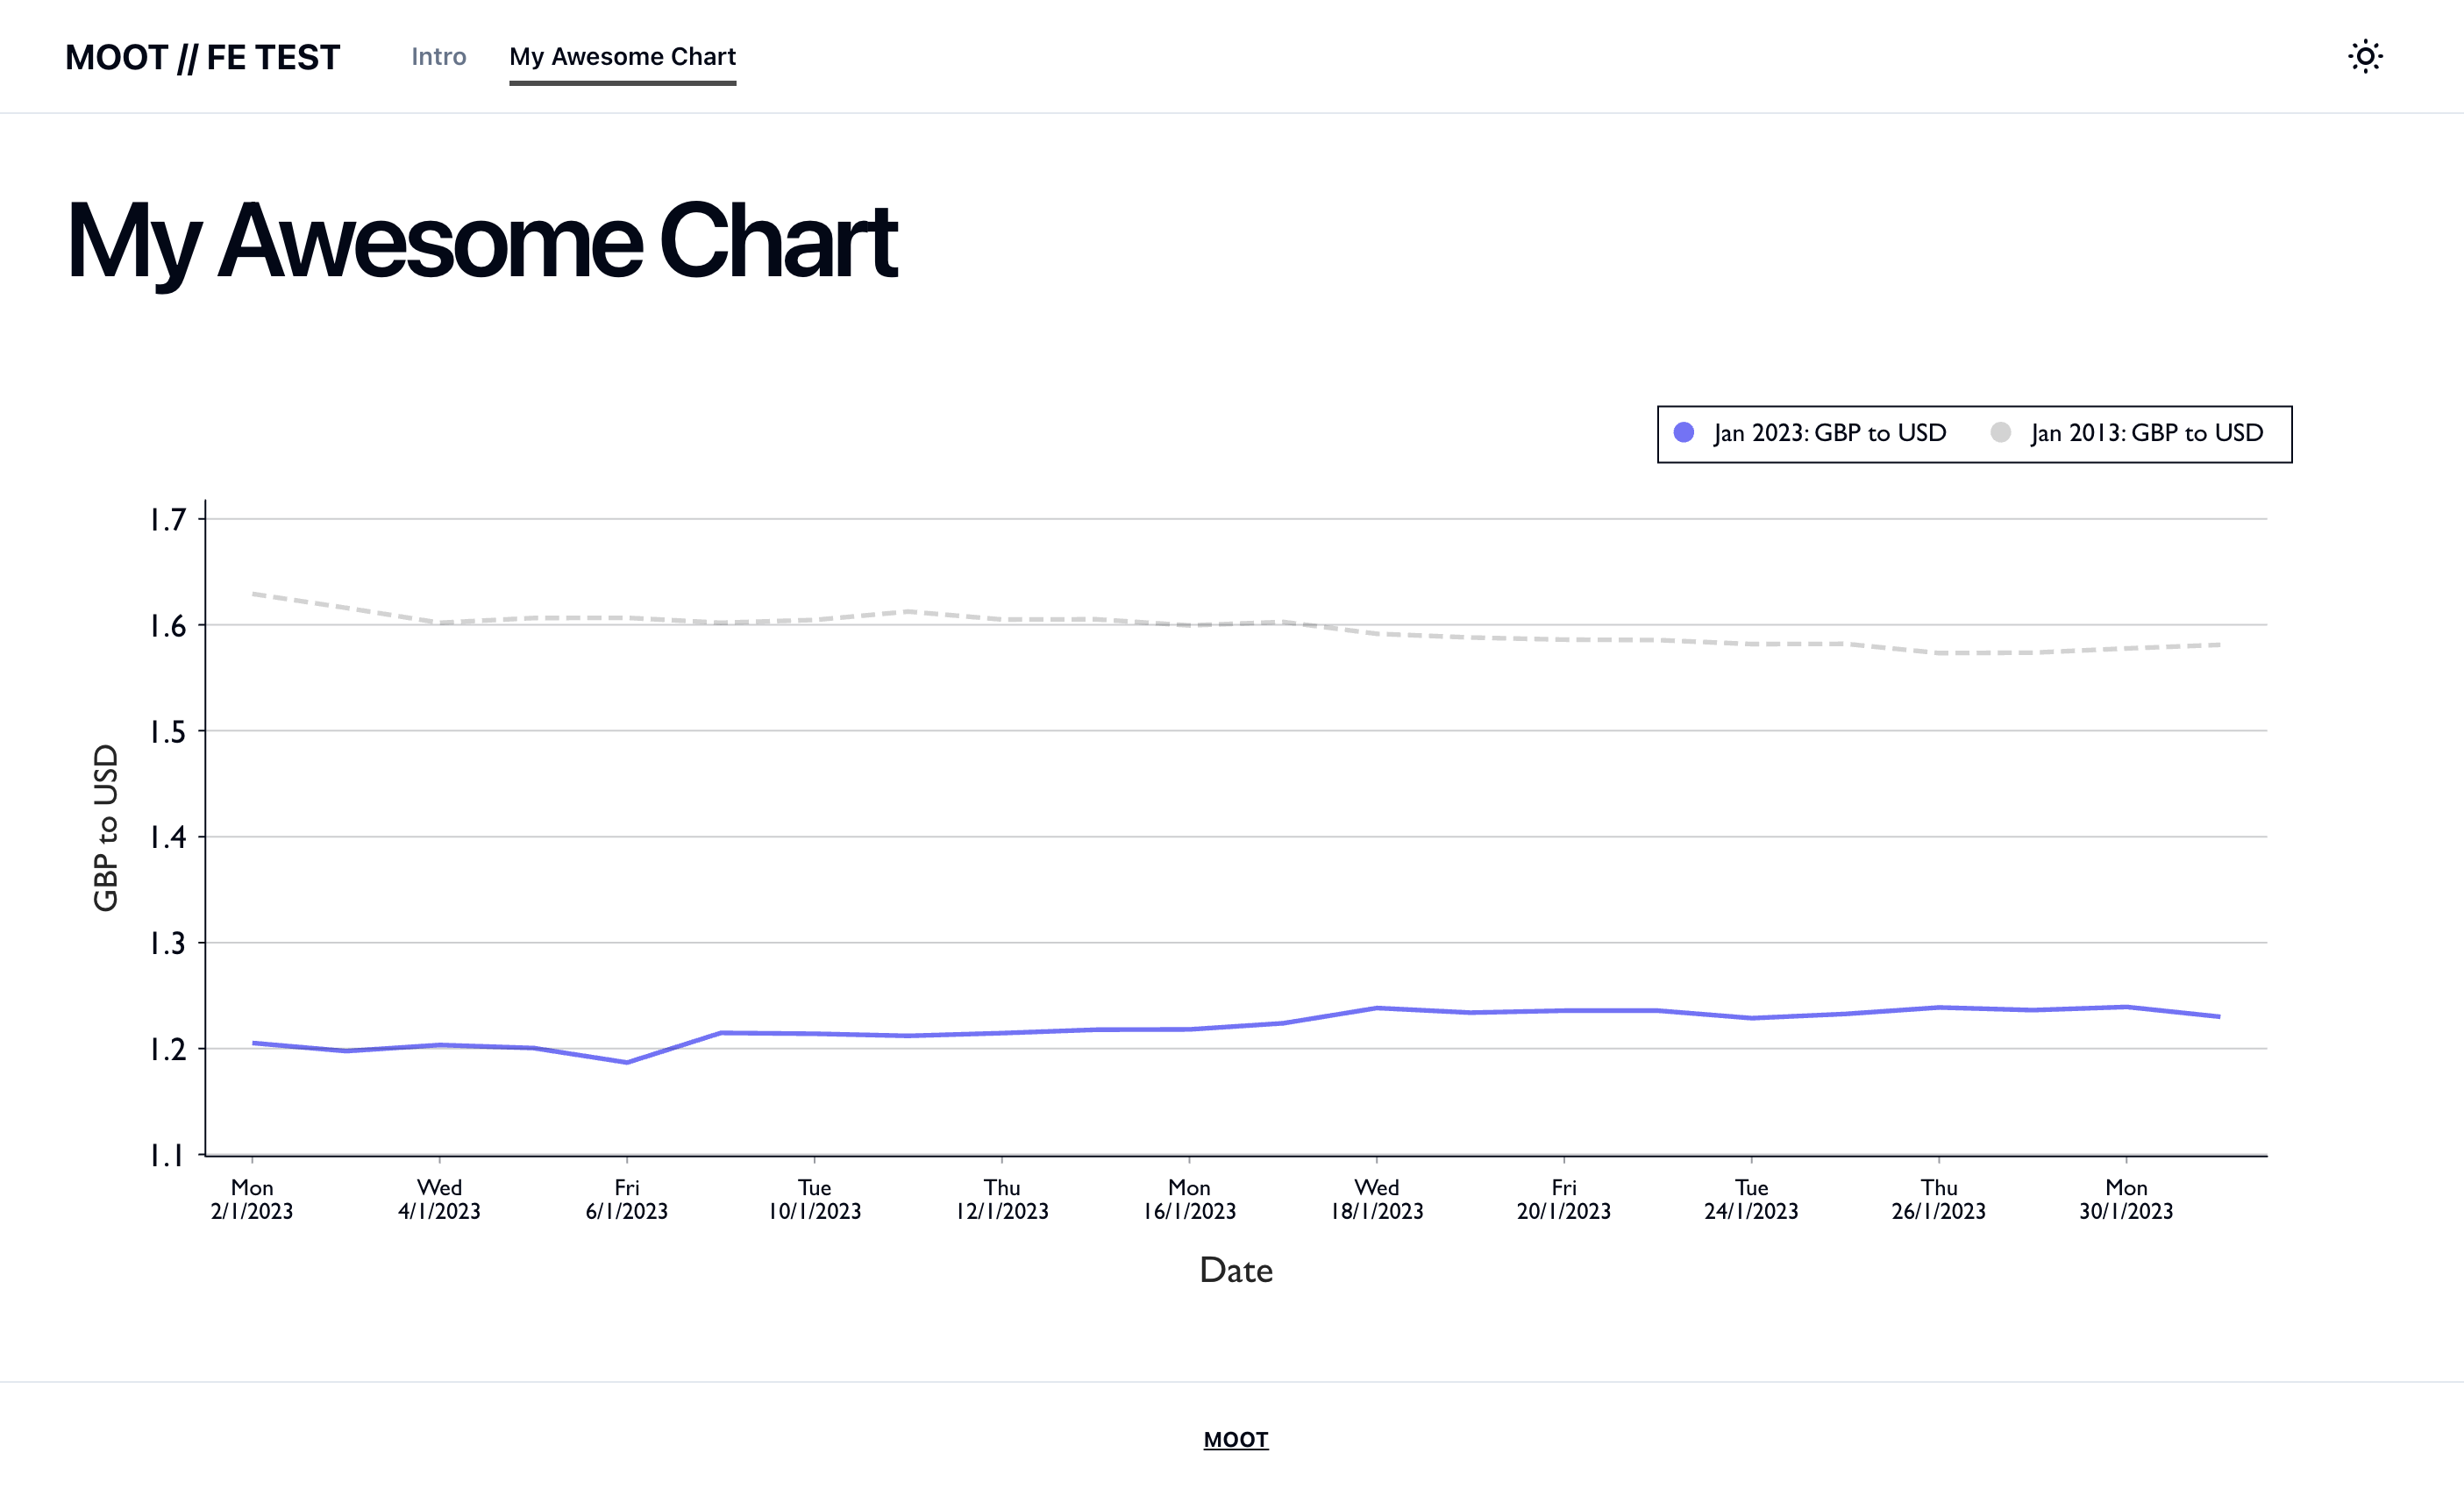 MOOT // FE TEST Intro My Awesome Chart
My Awesome Chart
Jan 2023: GBP to USD Jan 2013: GBP to USD
1.7
1.6
1.5
1.4
1.3
1.2
1.1
GBP to USD
Mon Wed Fri Tue Thu Mon Wed Fri Tue Thu Mon
2/1/2023 4/1/2023 6/1/2023 10/1/2023 12/1/2023 16/1/2023 18/1/2023 20/1/2023 24/1/2023 26/1/2023 30/1/2023
Date
MOOT